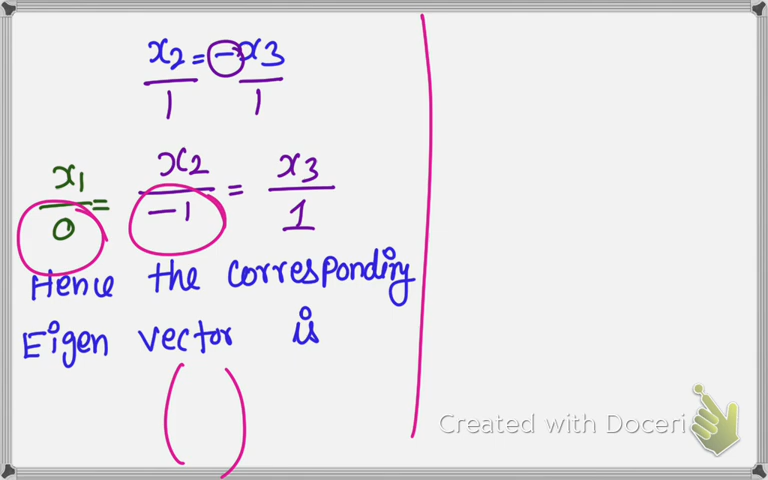 x2 = -x3
1 1
x1 = x2 = x3
0 -1 1
Hence the corresponding
Eigen vector is
( )
Created with Doceri